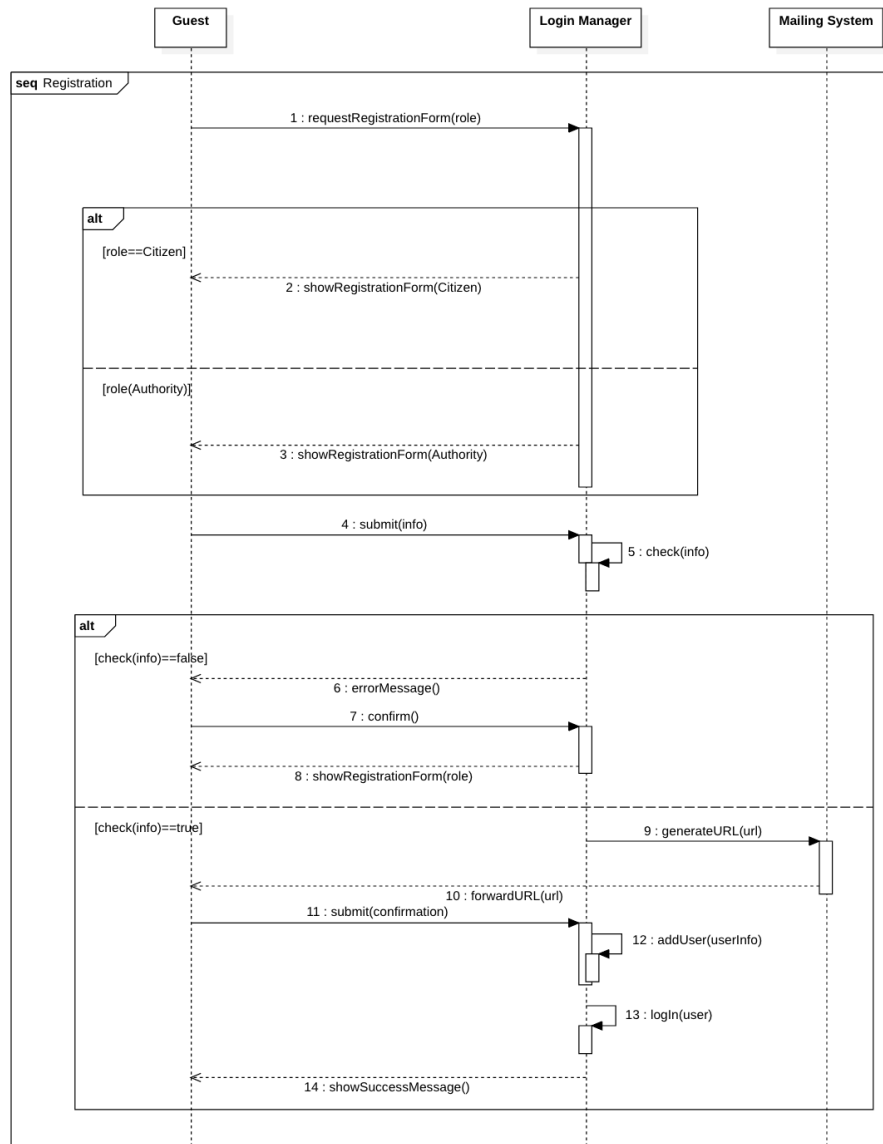 Guest
Login Manager
Mailing System
seq Registration
1 : requestRegistrationForm(role)
alt
[role==Citizen]
2 : showRegistrationForm(Citizen)
[role(Authority)]
3 : showRegistrationForm(Authority)
4 : submit(info)
5 : check(info)
alt
[check(info)==false]
6 : errorMessage()
7 : confirm()
8 : showRegistrationForm(role)
[check(info)==true]
9 : generateURL(url)
10 : forwardURL(url)
11 : submit(confirmation)
12 : addUser(userInfo)
13 : logIn(user)
14 : showSuccessMessage()